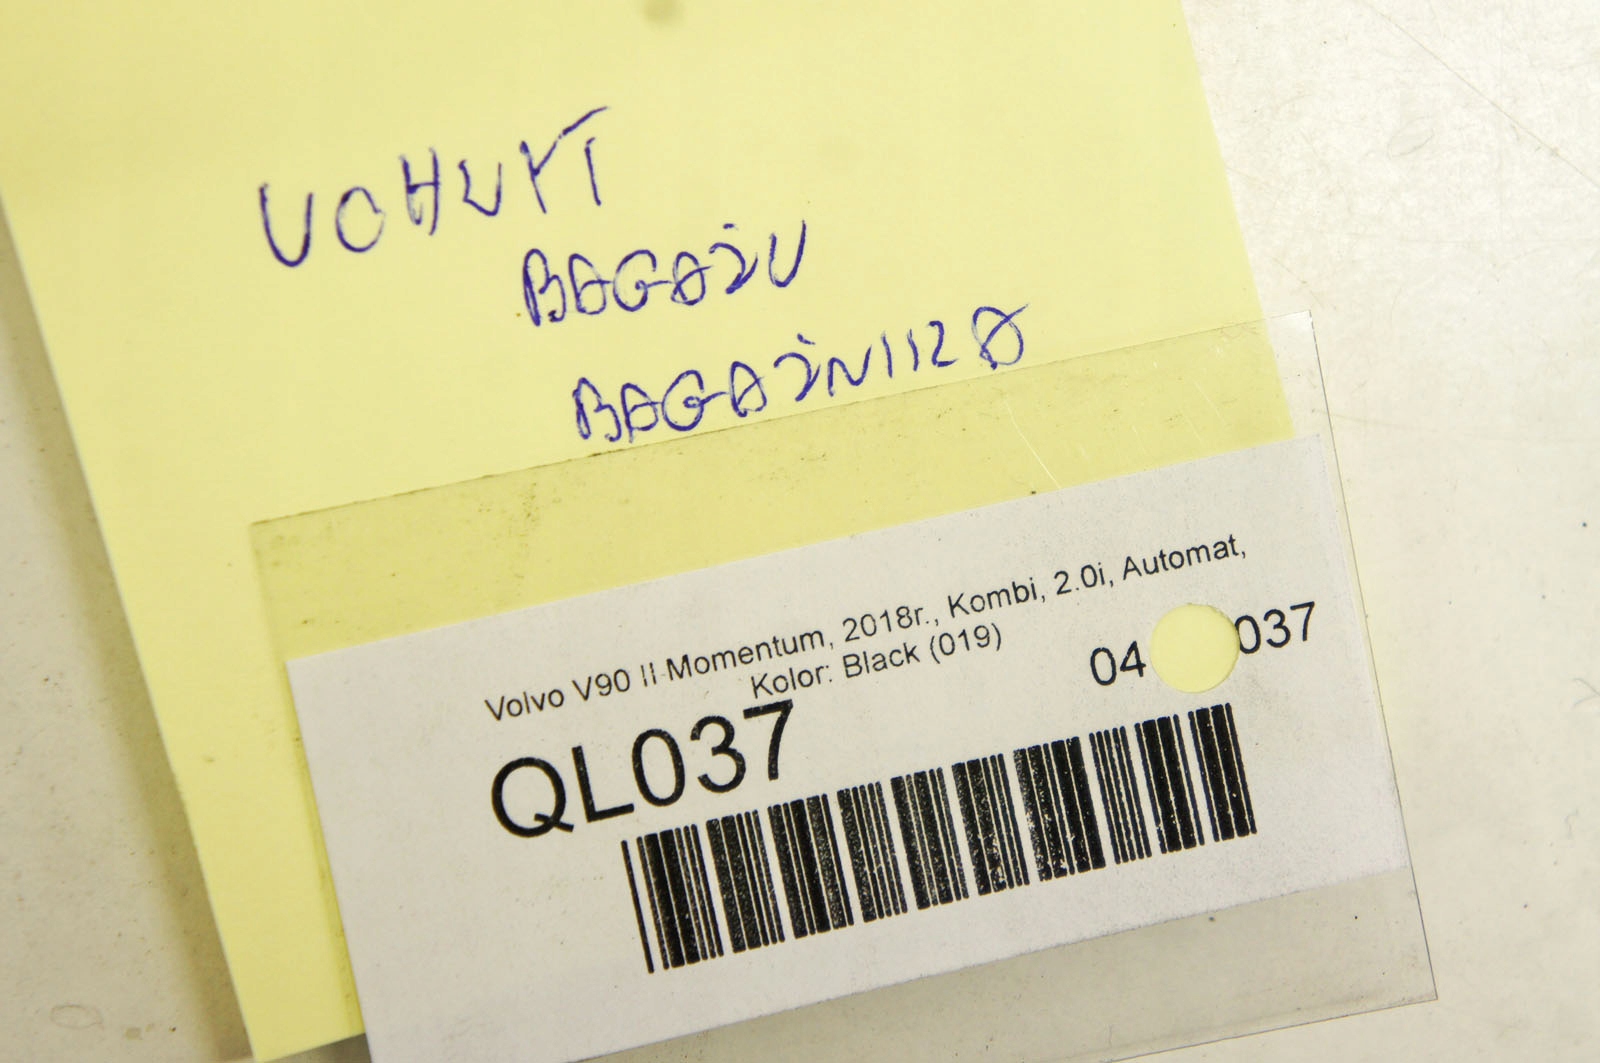 UCHWYT
BAGAŻU
BAGAŻNIKA
Volvo V90 II Momentum, 2018r., Kombi, 2.0i, Automat,
Kolor: Black (019)
04 037
QL037